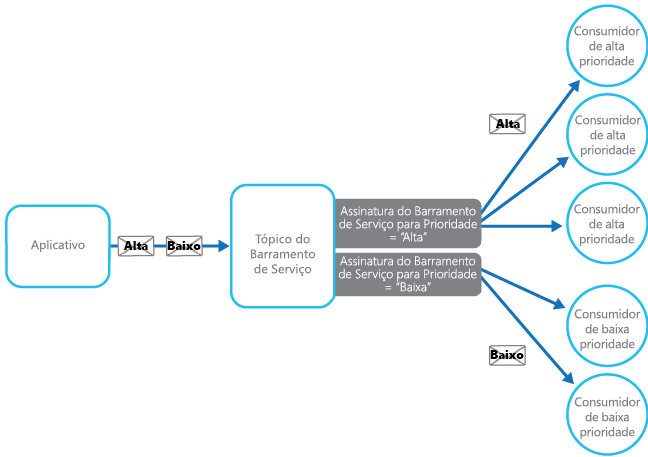 Aplicativo
Alta
Baixo
Tópico do
Barramento
de Serviço
Assinatura do Barramento
de Serviço para Prioridade
= "Alta"
Assinatura do Barramento
de Serviço para Prioridade
= "Baixa"
Alta
Baixo
Consumidor
de alta
prioridade
Consumidor
de alta
prioridade
Consumidor
de alta
prioridade
Consumidor
de baixa
prioridade
Consumidor
de baixa
prioridade